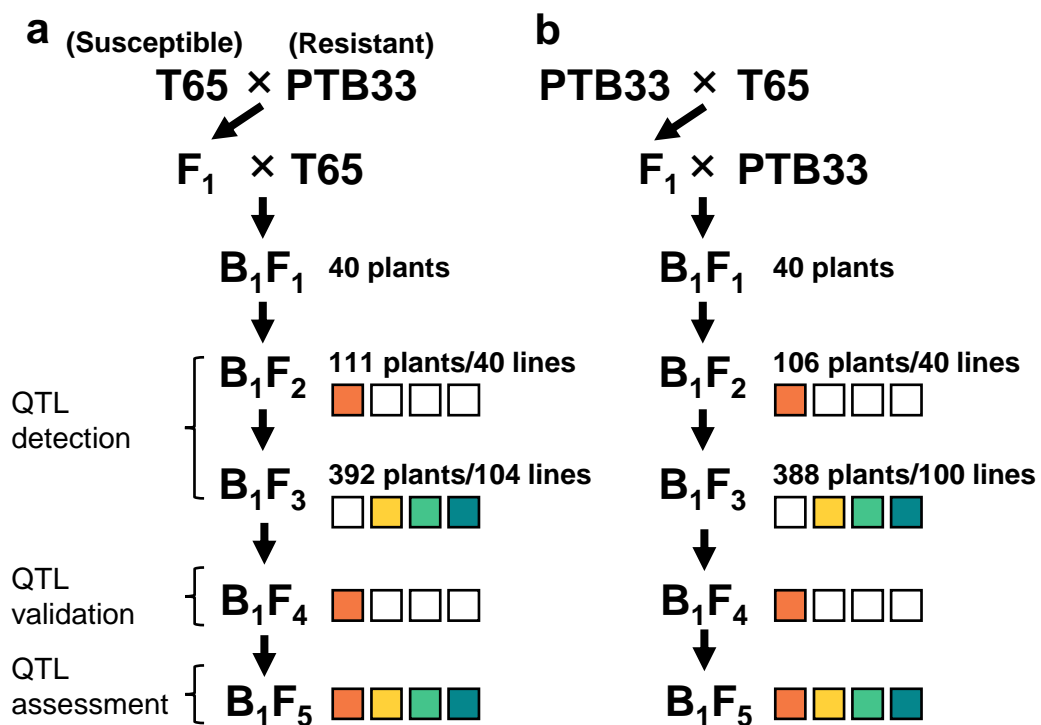 a (Susceptible) (Resistant)
T65 × PTB33
F₁ × T65
B₁F₁ 40 plants
QTL detection
B₁F₂ 111 plants/40 lines
B₁F₃ 392 plants/104 lines
QTL validation
B₁F₄
QTL assessment
B₁F₅
b
PTB33 × T65
F₁ × PTB33
B₁F₁ 40 plants
B₁F₂ 106 plants/40 lines
B₁F₃ 388 plants/100 lines
B₁F₄
B₁F₅